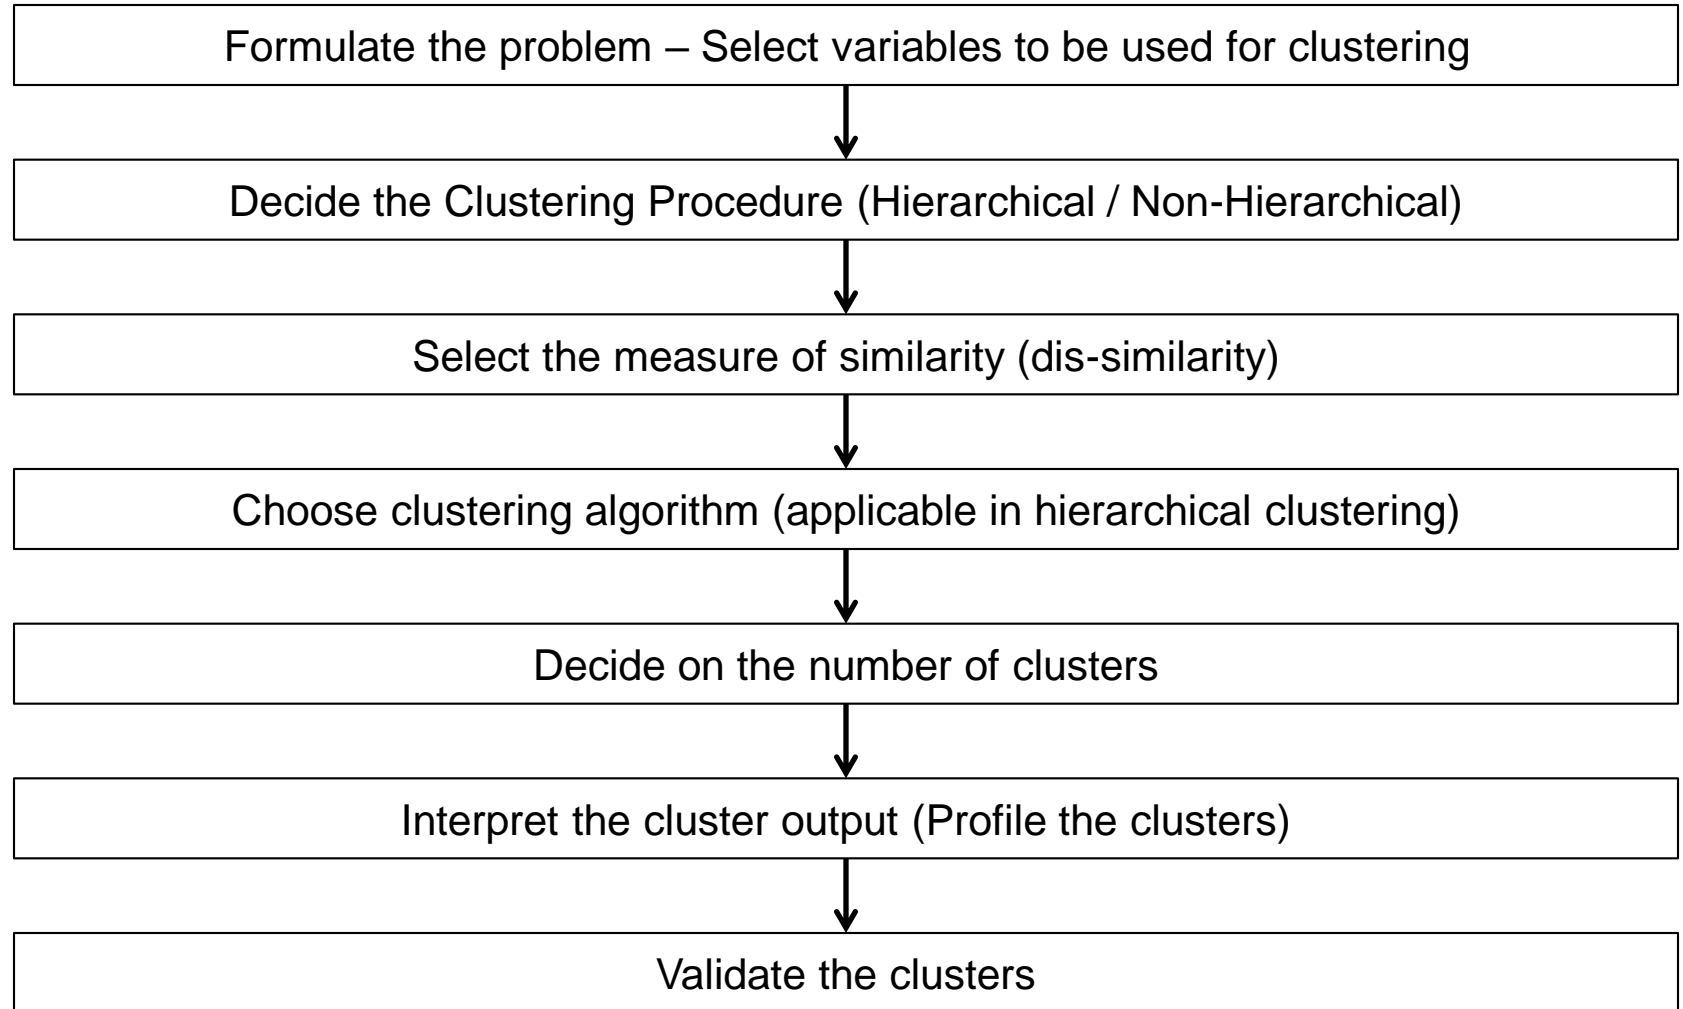 Formulate the problem – Select variables to be used for clustering
Decide the Clustering Procedure (Hierarchical / Non-Hierarchical)
Select the measure of similarity (dis-similarity)
Choose clustering algorithm (applicable in hierarchical clustering)
Decide on the number of clusters
Interpret the cluster output (Profile the clusters)
Validate the clusters